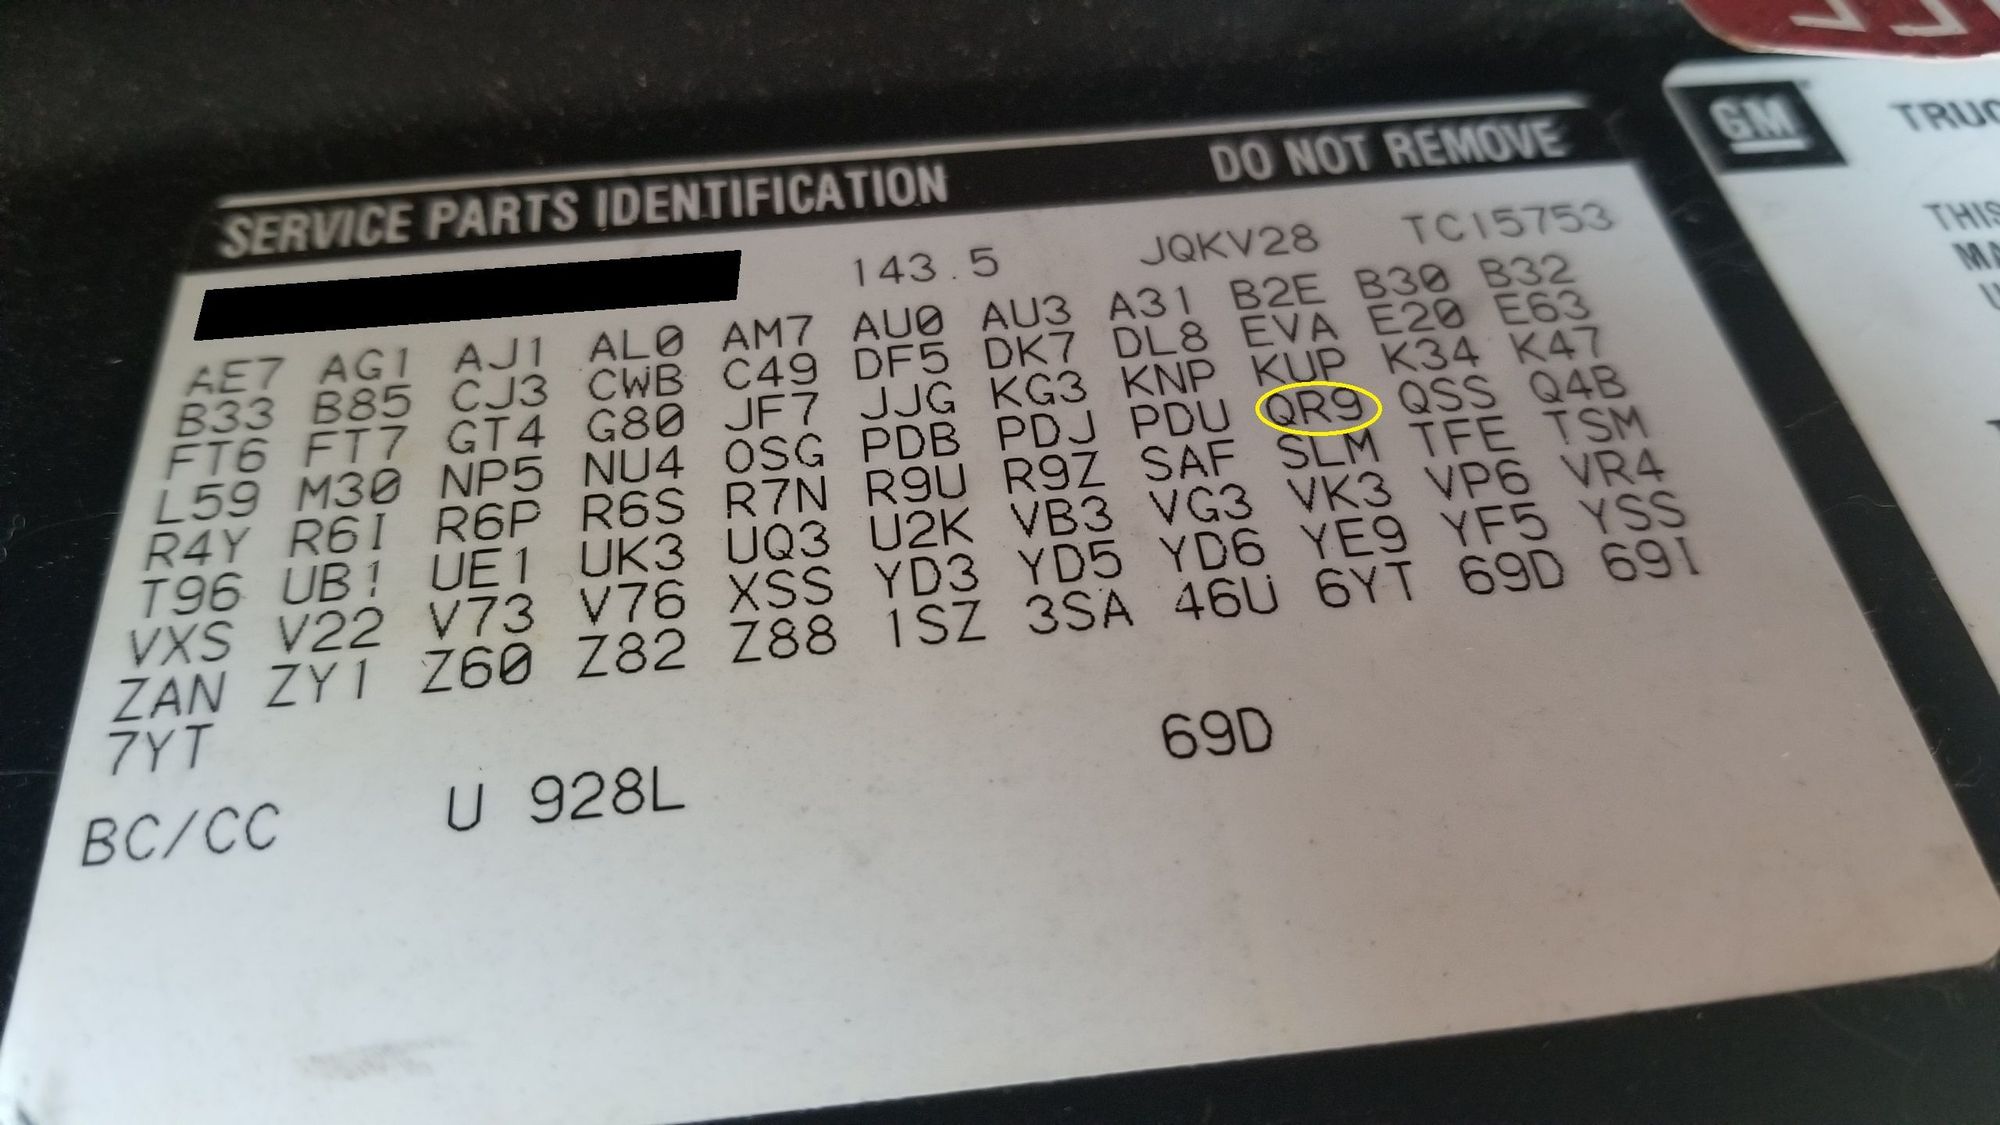 SERVICE PARTS IDENTIFICATION DO NOT REMOVE
143.5 JQKV28 TC15753
AE7 AG1 AJ1 AL0 AM7 AU0 AU3 A31 B2E B30 B32
B33 B85 CJ3 CWB C49 DF5 DK7 DL8 EVA E20 E63
FT6 FT7 GT4 G80 JF7 JJG KG3 KNP KUP K34 K47
L59 M30 NP5 NU4 OSG PDB PDJ PDU QR9 QSS Q4B
R4Y R6I R6P R6S R7N R9U R9Z SAF SLM TFE TSM
T96 UB1 UE1 UK3 UQ3 U2K VB3 VG3 VK3 VP6 VR4
VXS V22 V73 V76 XSS YD3 YD5 YD6 YE9 YF5 YSS
ZAN ZY1 Z60 Z82 Z88 1SZ 3SA 46U 6YT 69D 69I
7YT
BC/CC U 928L 69D
GM TRUC
THIS
MA